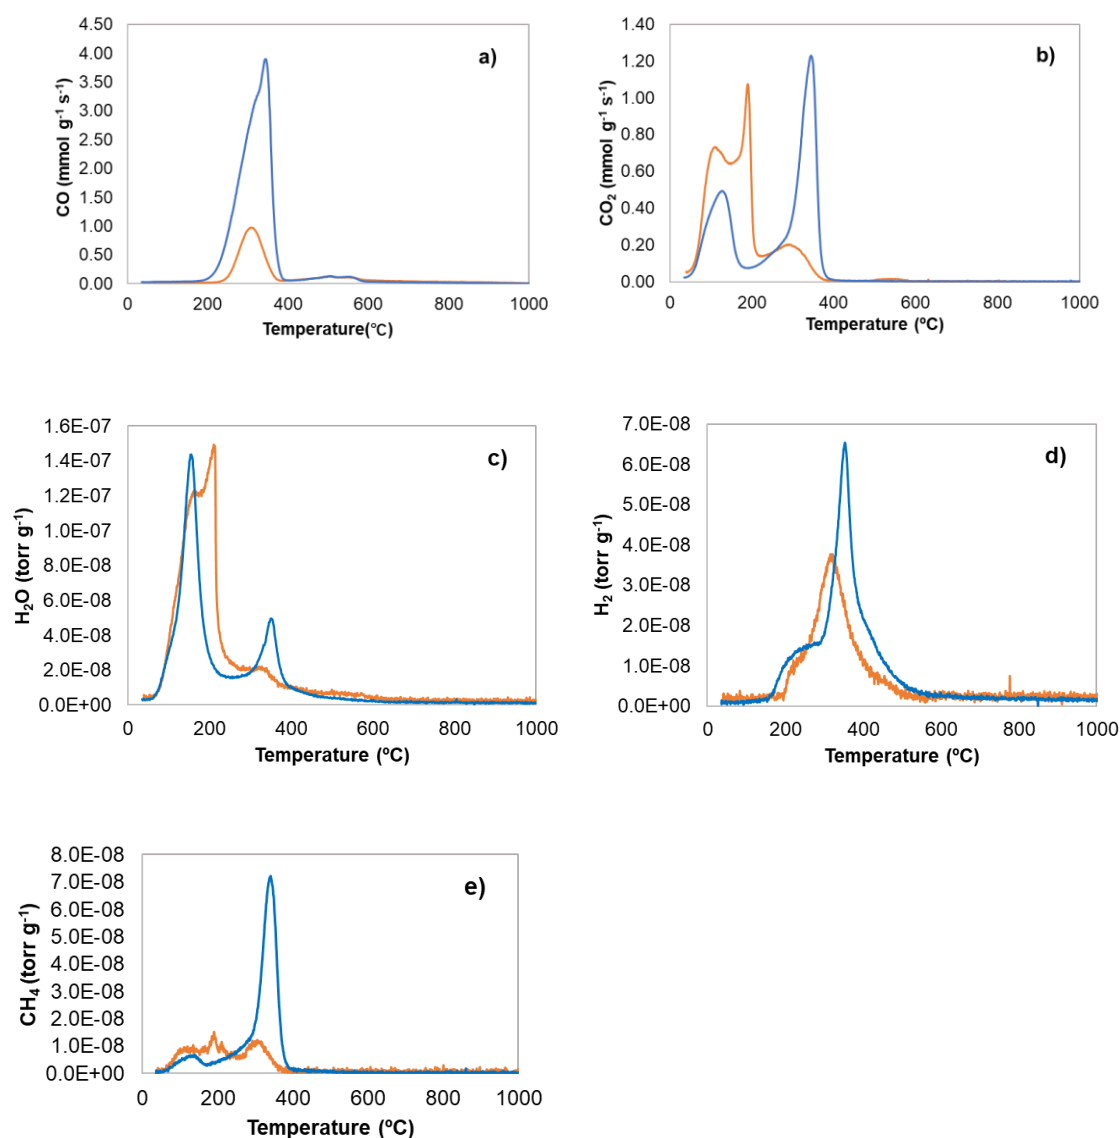 4.50
4.00
3.50
3.00
2.50
2.00
1.50
1.00
0.50
0.00
CO (mmol g⁻¹ s⁻¹)
a)
0 200 400 600 800 1000
Temperature(℃)
1.40
1.20
1.00
0.80
0.60
0.40
0.20
0.00
CO₂ (mmol g⁻¹ s⁻¹)
b)
0 200 400 600 800 1000
Temperature (ºC)
1.6E-07
1.4E-07
1.2E-07
1.0E-07
8.0E-08
6.0E-08
4.0E-08
2.0E-08
0.0E+00
H₂O (torr g⁻¹)
c)
0 200 400 600 800 1000
Temperature (ºC)
7.0E-08
6.0E-08
5.0E-08
4.0E-08
3.0E-08
2.0E-08
1.0E-08
0.0E+00
H₂ (torr g⁻¹)
d)
0 200 400 600 800 1000
Temperature (ºC)
8.0E-08
7.0E-08
6.0E-08
5.0E-08
4.0E-08
3.0E-08
2.0E-08
1.0E-08
0.0E+00
CH₄ (torr g⁻¹)
e)
0 200 400 600 800 1000
Temperature (ºC)